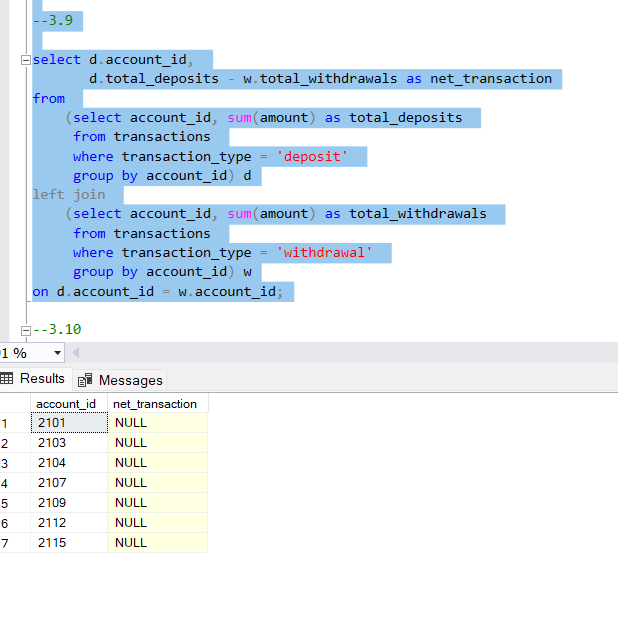 --3.9
select d.account_id,
d.total_deposits - w.total_withdrawals as net_transaction
from
(select account_id, sum(amount) as total_deposits
from transactions
where transaction_type = 'deposit'
group by account_id) d
left join
(select account_id, sum(amount) as total_withdrawals
from transactions
where transaction_type = 'withdrawal'
group by account_id) w
on d.account_id = w.account_id;
--3.10
1 %
Results Messages
account_id net_transaction
1 2101 NULL
2 2103 NULL
3 2104 NULL
4 2107 NULL
5 2109 NULL
6 2112 NULL
7 2115 NULL